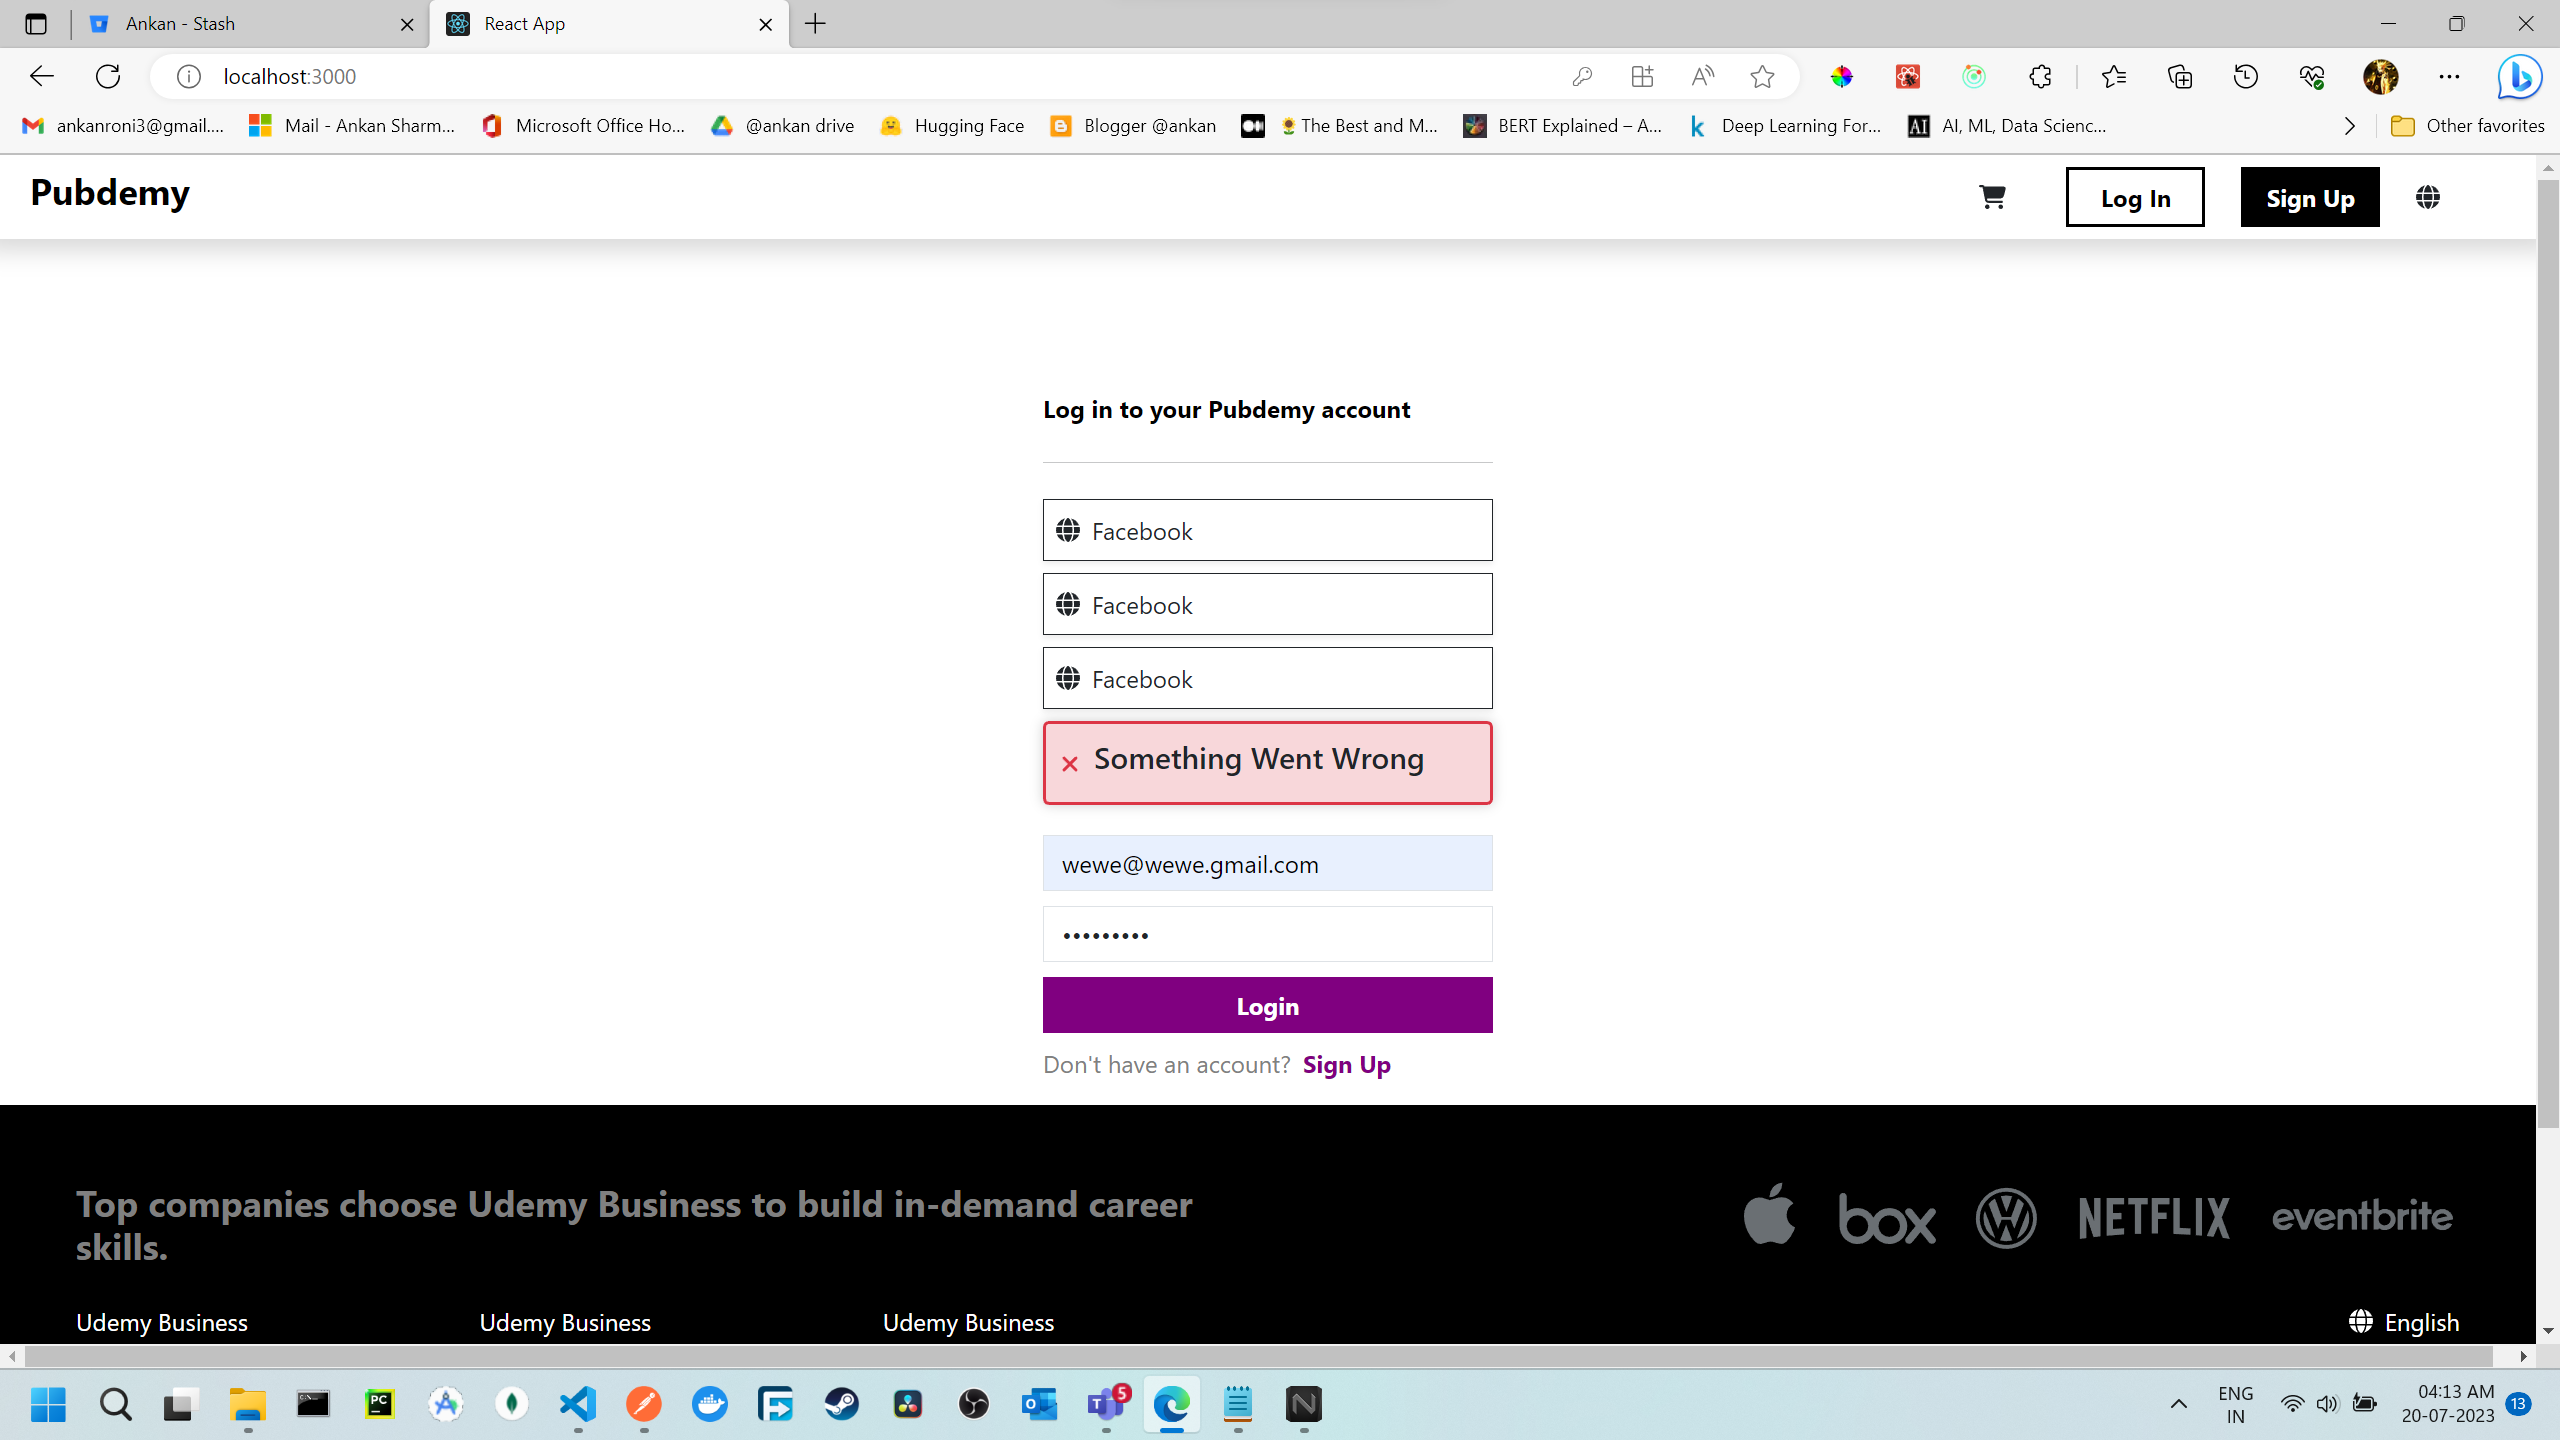 Ankan - Stash
React App
localhost:3000
ankanroni3@gmail....
Mail - Ankan Sharm...
Microsoft Office Ho...
@ankan drive
Hugging Face
Blogger @ankan
The Best and M...
BERT Explained – A...
Deep Learning For...
AI
AI, ML, Data Scienc...
Other favorites
Pubdemy
Log In
Sign Up
Log in to your Pubdemy account
Facebook
Facebook
Facebook
Something Went Wrong
wewe@wewe.gmail.com
•••••••••
Login
Don't have an account? Sign Up
Top companies choose Udemy Business to build in-demand career
skills.
box
NETFLIX
eventbrite
Udemy Business
Udemy Business
Udemy Business
English
PC
5
ENG
IN
04:13 AM
20-07-2023
13